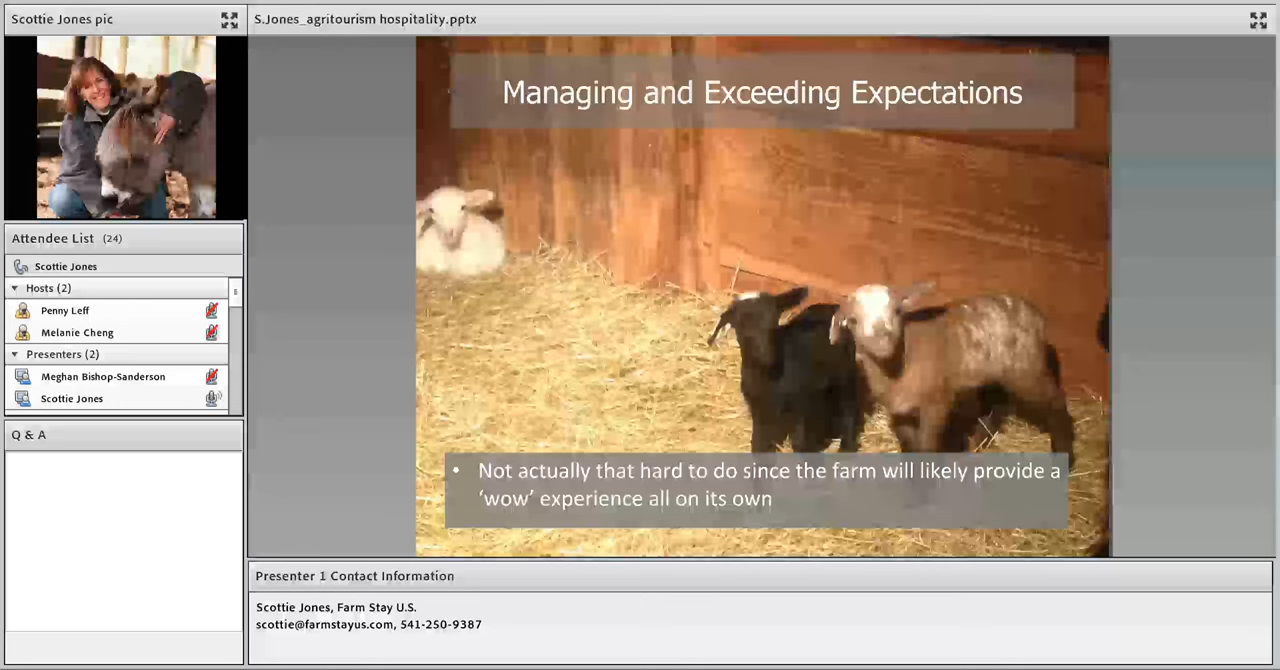 Scottie Jones pic
S.Jones_agritourism hospitality.pptx
Managing and Exceeding Expectations
Attendee List (24)
Scottie Jones
Hosts (2)
Penny Leff
Melanie Cheng
Presenters (2)
Meghan Bishop-Sanderson
Scottie Jones
Q & A
• Not actually that hard to do since the farm will likely provide a
‘wow’ experience all on its own
Presenter 1 Contact Information
Scottie Jones, Farm Stay U.S.
scottie@farmstayus.com, 541-250-9387